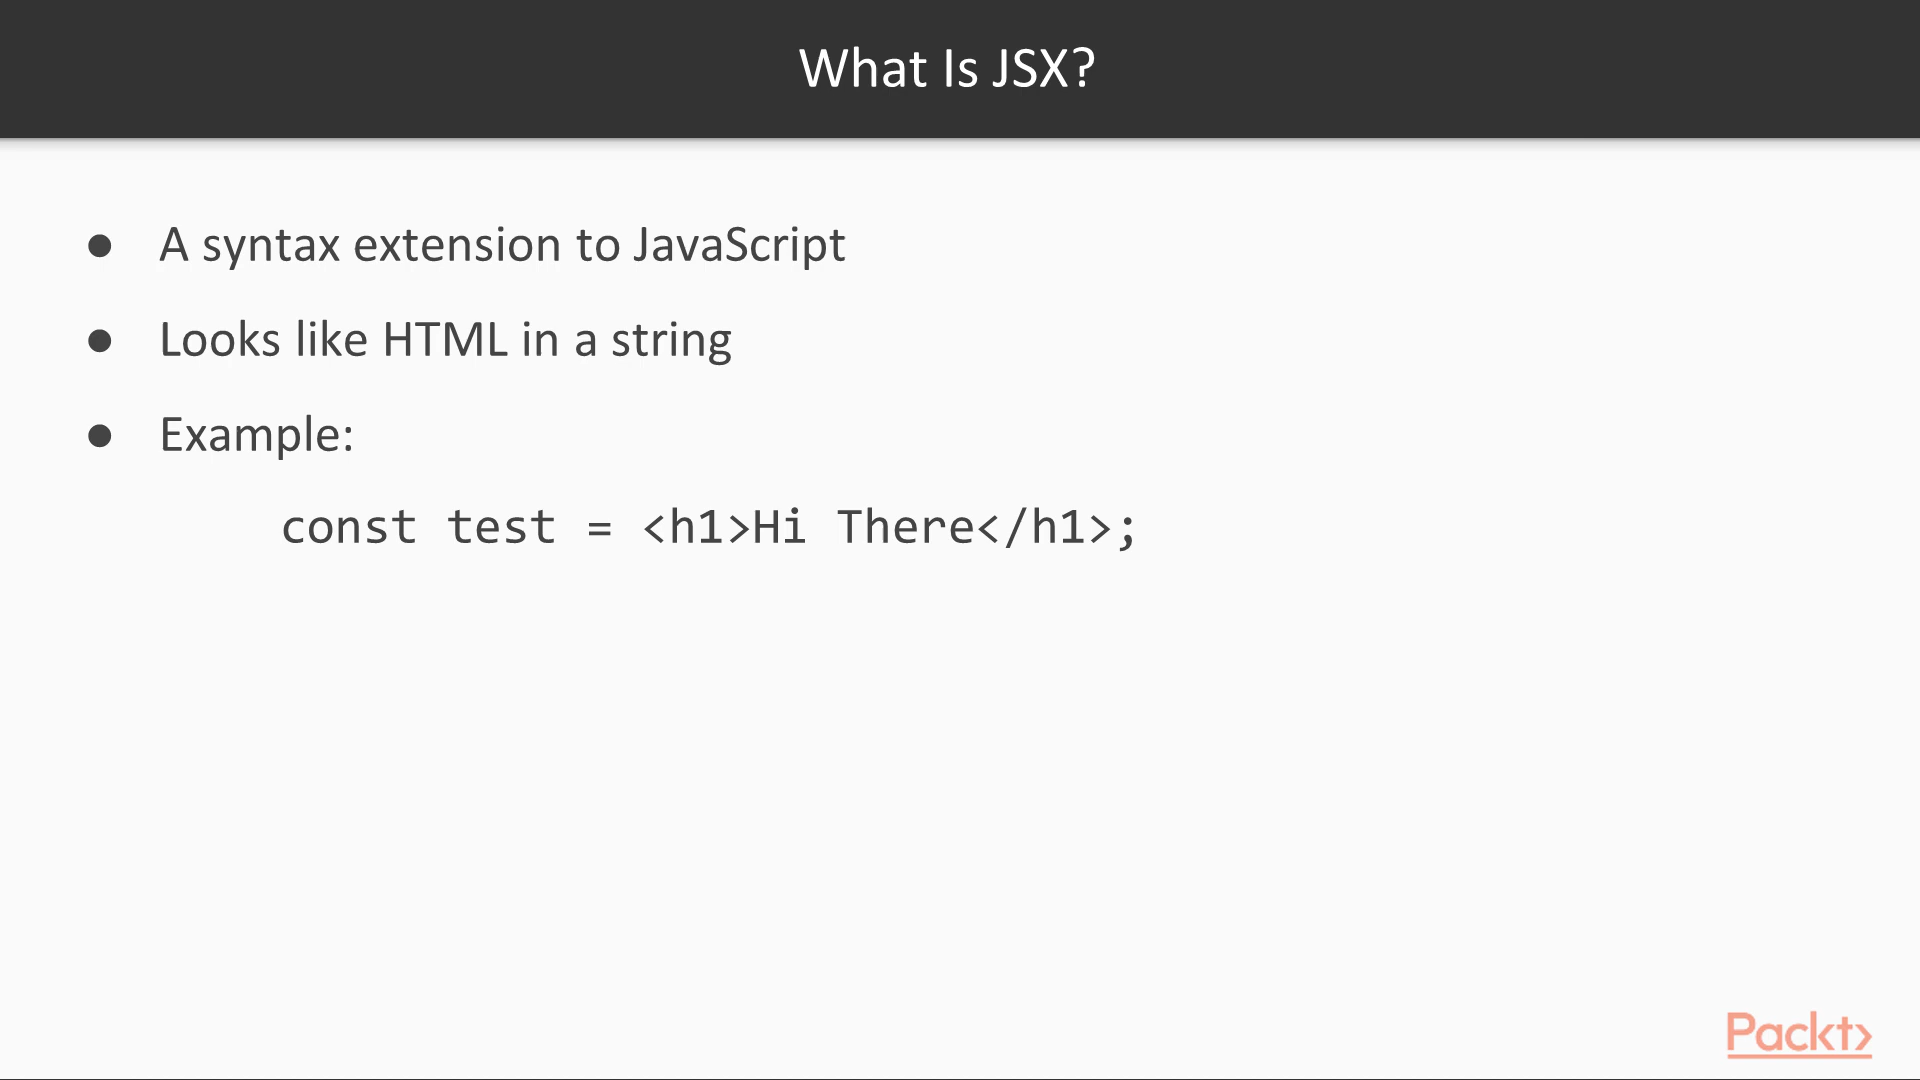 What Is JSX?
● A syntax extension to JavaScript
● Looks like HTML in a string
● Example:
const test = <h1>Hi There</h1>;
Packt>